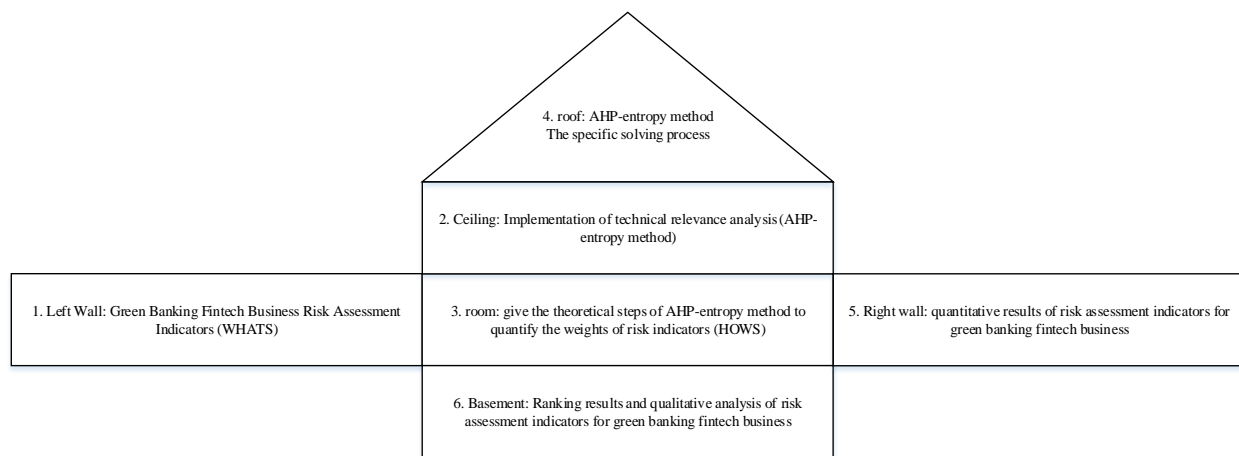 4. roof: AHP-entropy method
The specific solving process
2. Ceiling: Implementation of technical relevance analysis (AHP-
entropy method)
1. Left Wall: Green Banking Fintech Business Risk Assessment
Indicators (WHATS)
3. room: give the theoretical steps of AHP-entropy method to
quantify the weights of risk indicators (HOWS)
5. Right wall: quantitative results of risk assessment indicators for
green banking fintech business
6. Basement: Ranking results and qualitative analysis of risk
assessment indicators for green banking fintech business